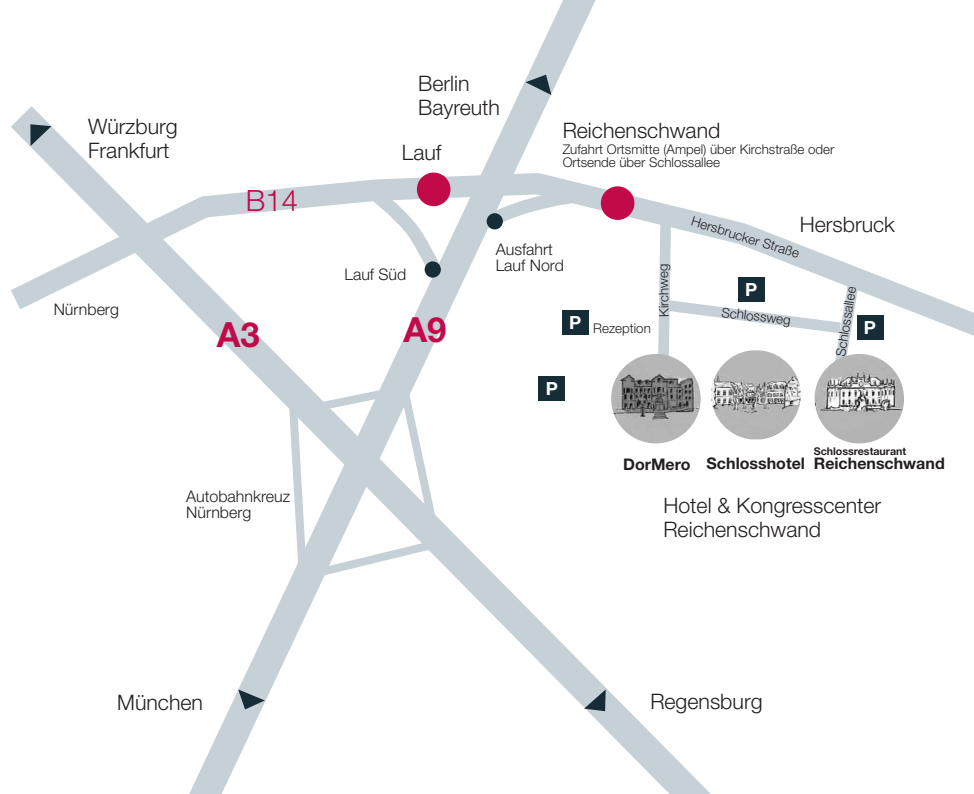 Berlin
Bayreuth
Würzburg
Frankfurt
Reichenschwand
Zufahrt Ortsmitte (Ampel) über Kirchstraße oder
Ortsende über Schlossallee
Lauf
B14
Hersbrucker Straße
Hersbruck
Ausfahrt
Lauf Nord
Lauf Süd
Nürnberg
A3
A9
Kirchweg
P
Schlossweg
Schlossallee
P
P
Rezeption
P
DorMero
Schlosshotel
Schlossrestaurant
Reichenschwand
Autobahnkreuz
Nürnberg
Hotel & Kongresscenter
Reichenschwand
München
Regensburg